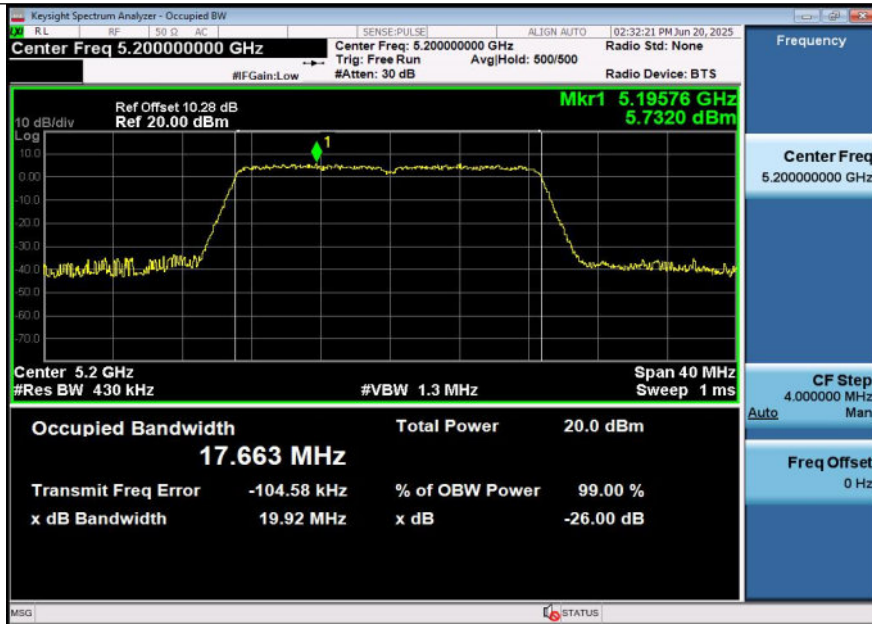 Keysight Spectrum Analyzer - Occupied BW
RL RF 50 Ω AC SENSE:PULSE ALIGN AUTO 02:32:21 PM Jun 20, 2025
Center Freq 5.200000000 GHz
Center Freq: 5.200000000 GHz
Radio Std: None
Trig: Free Run Avg|Hold: 500/500
#IFGain:Low
#Atten: 30 dB
Radio Device: BTS
Frequency
Mkr1 5.19576 GHz
5.7320 dBm
Ref Offset 10.28 dB
10 dB/div Ref 20.00 dBm
Log
10.0
0.00
-10.0
-20.0
-30.0
-40.0
-50.0
-60.0
-70.0
1
Center 5.2 GHz
Span 40 MHz
#Res BW 430 kHz
#VBW 1.3 MHz
Sweep 1 ms
Occupied Bandwidth
17.663 MHz
Total Power 20.0 dBm
Transmit Freq Error -104.58 kHz
% of OBW Power 99.00 %
x dB Bandwidth 19.92 MHz
x dB -26.00 dB
Center Freq
5.200000000 GHz
CF Step
4.000000 MHz
Auto Man
Freq Offset
0 Hz
MSG
STATUS